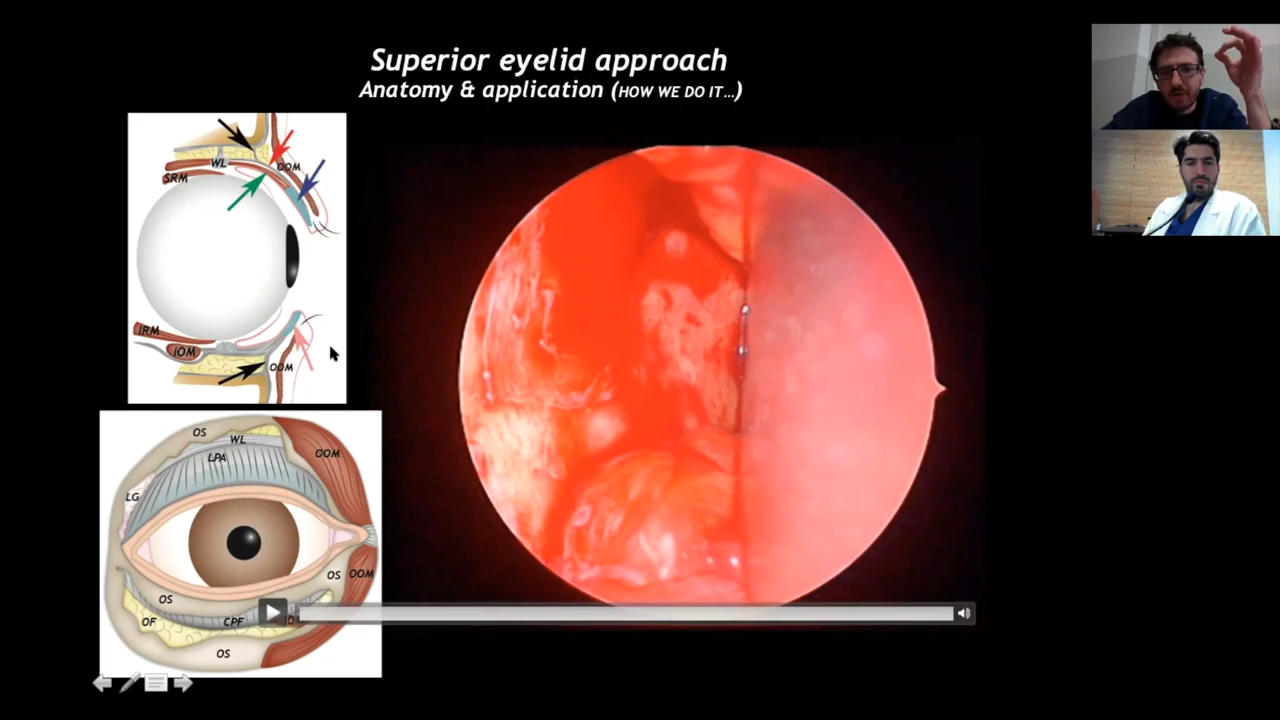 Superior eyelid approach
Anatomy & application (HOW WE DO IT...)
WL
OOM
SRM
IRM
IOM
OOM
OS
WL
LPA
OOM
LG
OS
OOM
OS
OF
CPF
OS